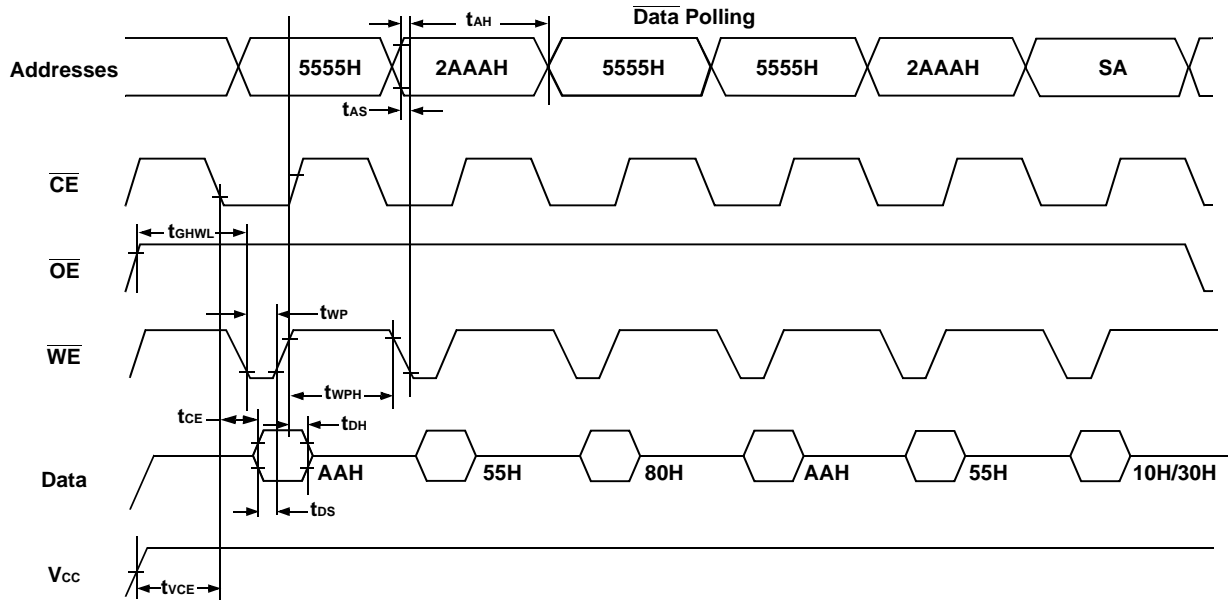 Data Polling
tAH
Addresses 5555H 2AAAH 5555H 5555H 2AAAH SA
tAS
CE
tGHWL
OE
tWP
WE
tWPH
tCE
tDH
Data AAH 55H 80H AAH 55H 10H/30H
tDS
VCC
tVCE